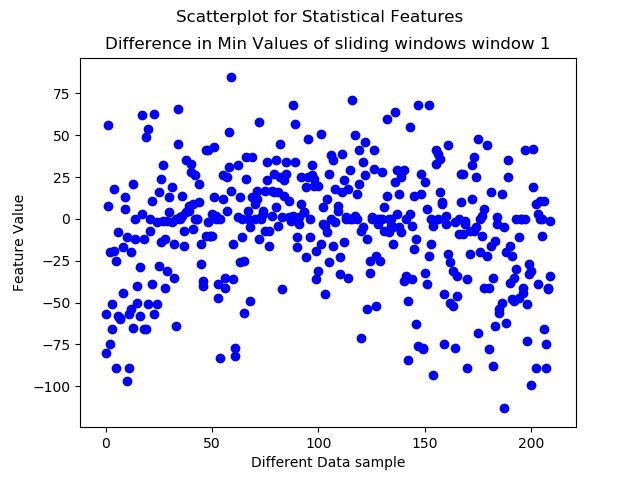 Scatterplot for Statistical Features
Difference in Min Values of sliding windows window 1
75
50
25
0
−25
−50
−75
−100
Feature Value
0 50 100 150 200
Different Data sample